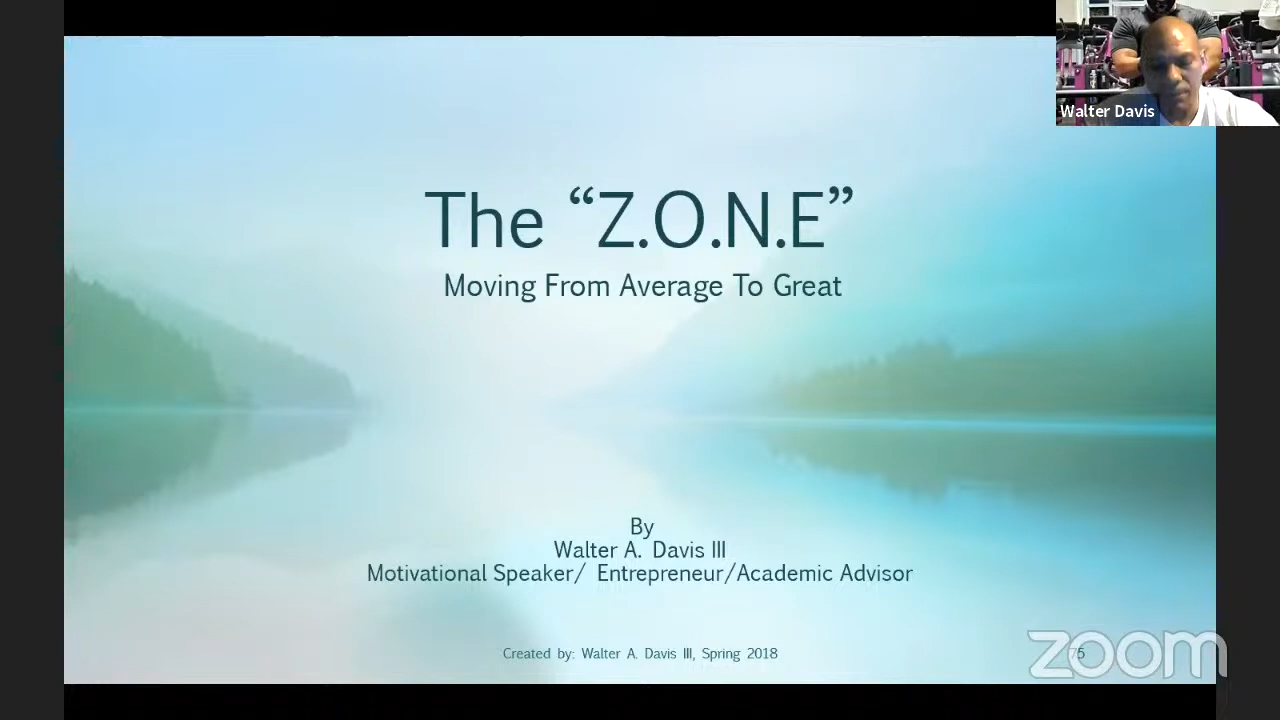 Walter Davis
The “Z.O.N.E”
Moving From Average To Great
By
Walter A. Davis III
Motivational Speaker/ Entrepreneur/Academic Advisor
Created by: Walter A. Davis III, Spring 2018
75
zoom